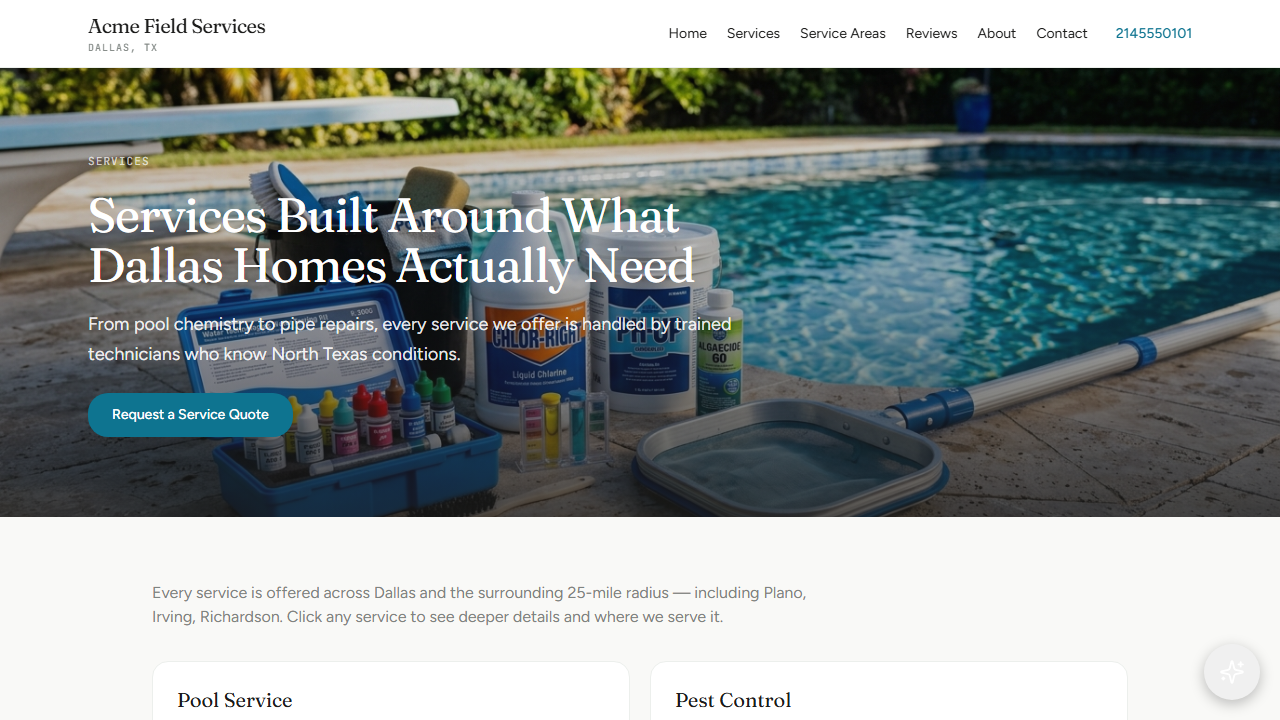 Acme Field Services
DALLAS, TX
Home Services Service Areas Reviews About Contact 2145550101
SERVICES
Services Built Around What
Dallas Homes Actually Need
From pool chemistry to pipe repairs, every service we offer is handled by trained
technicians who know North Texas conditions.
CHLOR-RIGHT
Liquid Chlorine
ALGAECIDE
60
Request a Service Quote
Every service is offered across Dallas and the surrounding 25-mile radius — including Plano,
Irving, Richardson. Click any service to see deeper details and where we serve it.
Pool Service
Pest Control